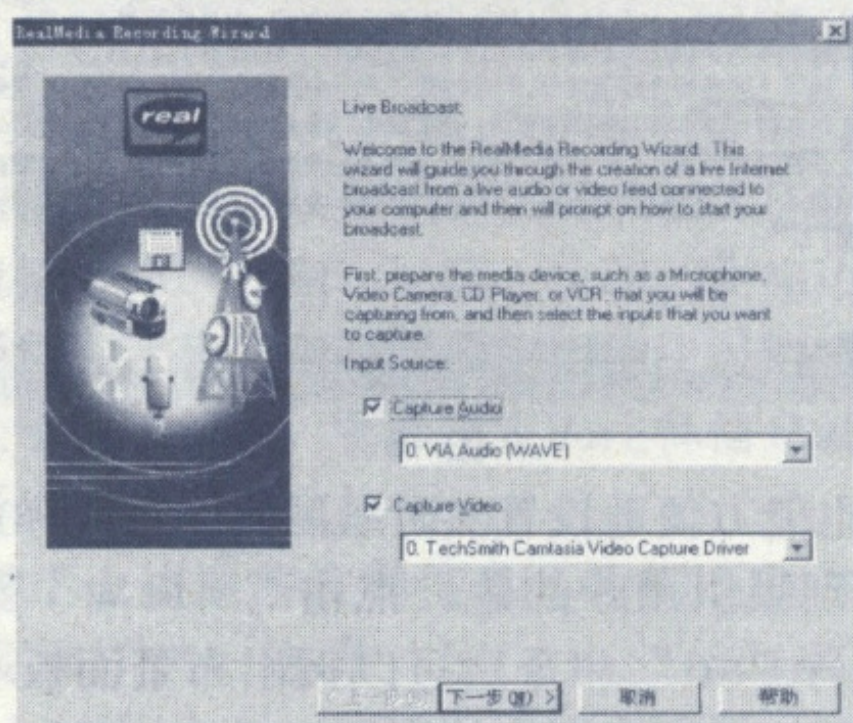 RealMedia Recording Wizard
real
Live Broadcast:
Welcome to the RealMedia Recording Wizard. This
wizard will guide you through the creation of a live Internet
broadcast from a live audio or video feed connected to
your computer and then will prompt on how to start your
broadcast.
First, prepare the media device, such as a Microphone,
Video Camera, CD Player, or VCR, that you will be
capturing from, and then select the inputs that you want
to capture.
Input Source:
Capture Audio
0. VIA Audio (WAVE)
Capture Video
0. TechSmith Camtasia Video Capture Driver
< 上一步(B) 下一步(N) > 取消 帮助